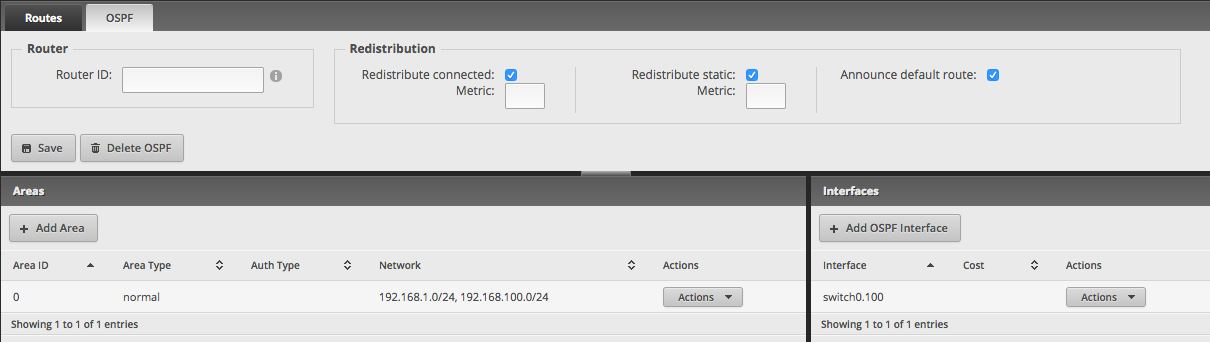 Routes OSPF
Router
Router ID:
Redistribution
Redistribute connected:
Metric:
Redistribute static:
Metric:
Announce default route:
Save Delete OSPF
Areas
+ Add Area
Area ID Area Type Auth Type Network Actions
0 normal 192.168.1.0/24, 192.168.100.0/24 Actions
Showing 1 to 1 of 1 entries
Interfaces
+ Add OSPF Interface
Interface Cost Actions
switch0.100 Actions
Showing 1 to 1 of 1 entries